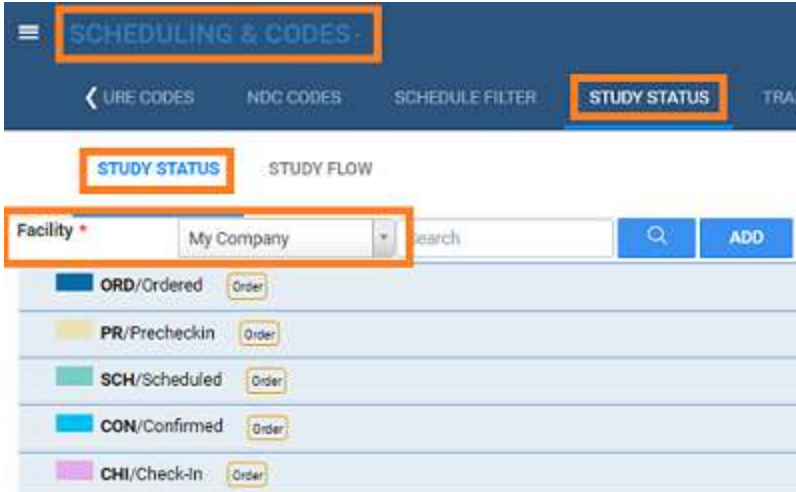 SCHEDULING & CODES
URE CODES NDC CODES SCHEDULE FILTER STUDY STATUS TRA
STUDY STATUS STUDY FLOW
Facility * My Company earch ADD
ORD/Ordered Order
PR/Precheckin Order
SCH/Scheduled Order
CON/Confirmed Order
CHI/Check-In Order